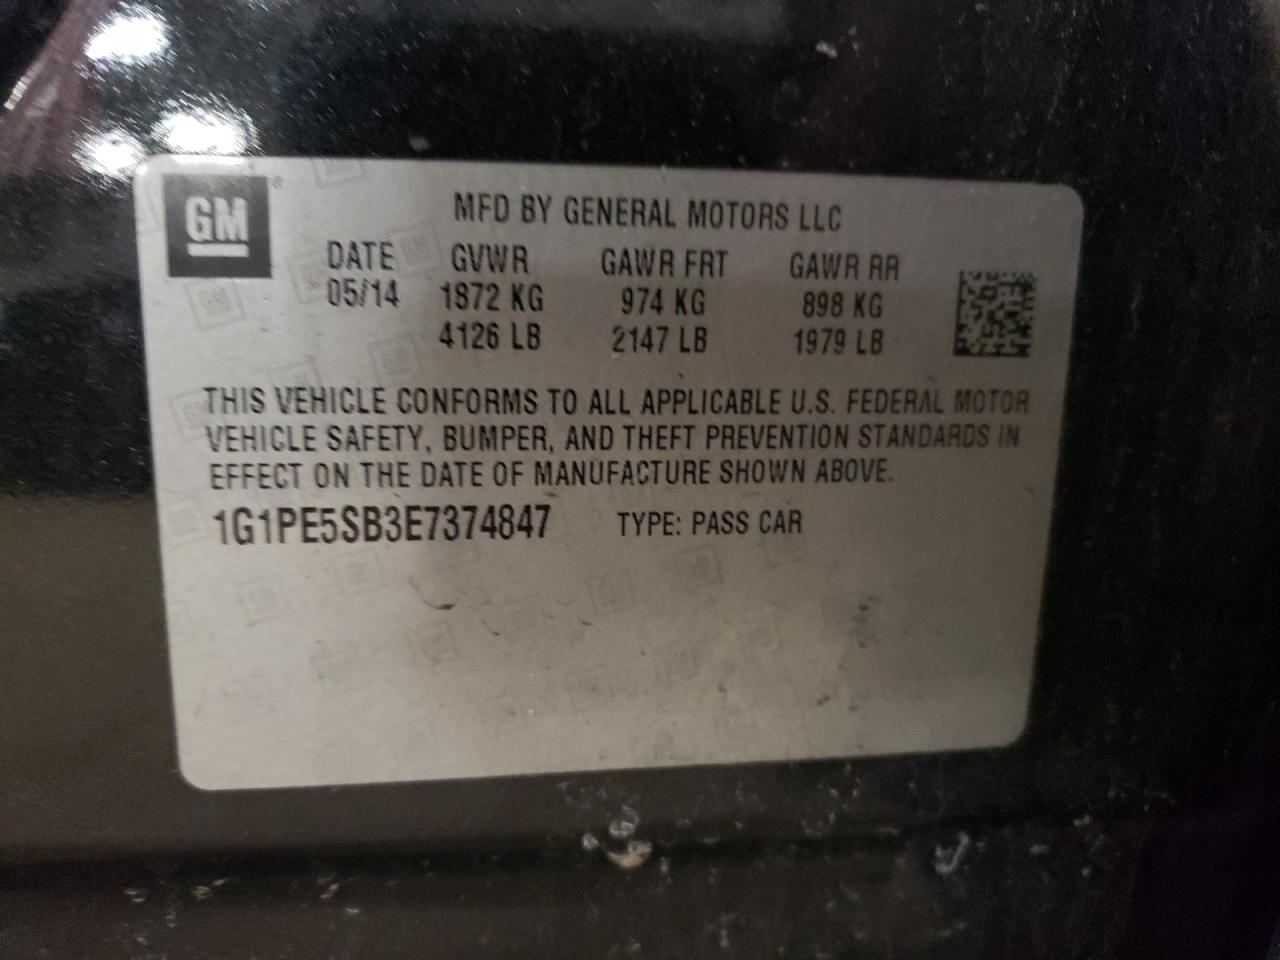 GM
MFD BY GENERAL MOTORS LLC
DATE GVWR GAWR FRT GAWR RR
05/14 1872 KG 974 KG 898 KG
4126 LB 2147 LB 1979 LB
THIS VEHICLE CONFORMS TO ALL APPLICABLE U.S. FEDERAL MOTOR
VEHICLE SAFETY, BUMPER, AND THEFT PREVENTION STANDARDS IN
EFFECT ON THE DATE OF MANUFACTURE SHOWN ABOVE.
1G1PE5SB3E7374847 TYPE: PASS CAR